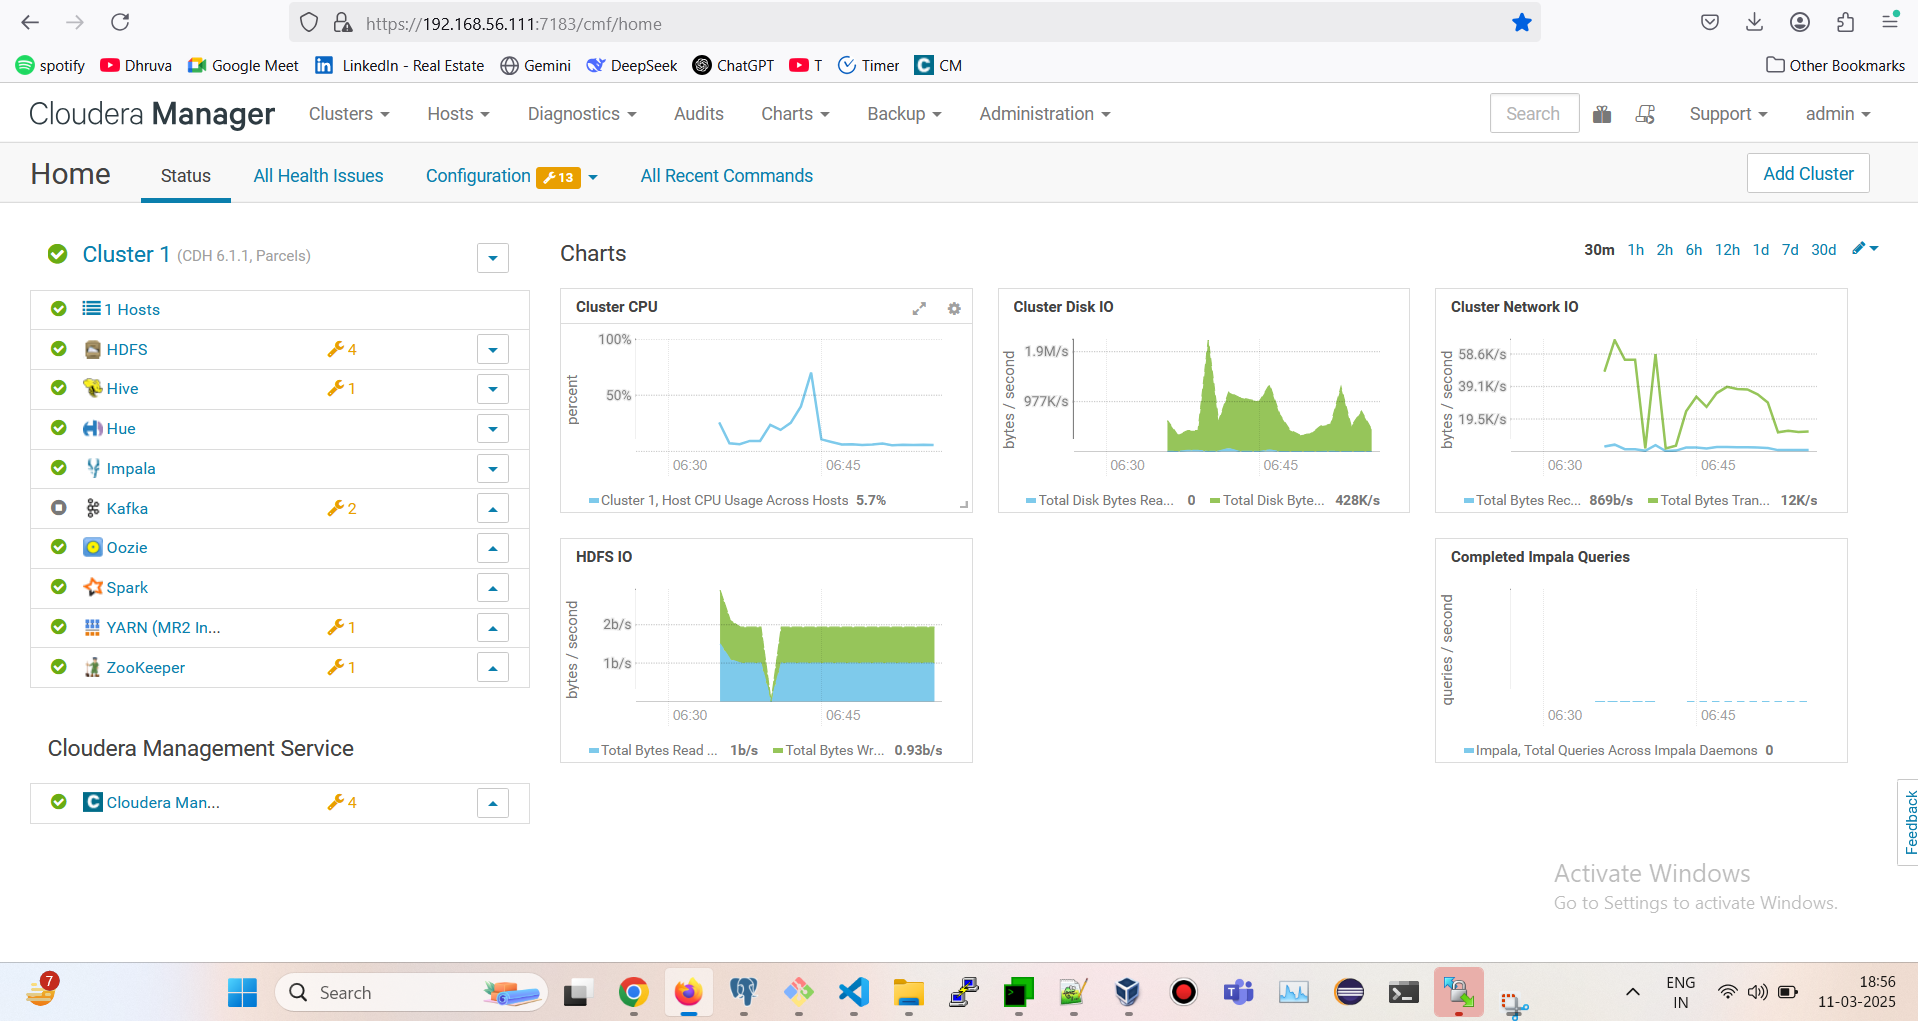 https://192.168.56.111:7183/cmf/home
spotify Dhruva Google Meet LinkedIn - Real Estate Gemini DeepSeek ChatGPT T Timer CM Other Bookmarks
Cloudera Manager Clusters Hosts Diagnostics Audits Charts Backup Administration Search Support admin
Home Status All Health Issues Configuration 13 All Recent Commands Add Cluster
Cluster 1 (CDH 6.1.1, Parcels)
1 Hosts
HDFS 4
Hive 1
Hue
Impala
Kafka 2
Oozie
Spark
YARN (MR2 In... 1
ZooKeeper 1
Cloudera Management Service
Cloudera Man... 4
Charts 30m 1h 2h 6h 12h 1d 7d 30d
Cluster CPU
percent
100%
50%
06:30 06:45
Cluster 1, Host CPU Usage Across Hosts 5.7%
Cluster Disk IO
bytes / second
1.9M/s
977K/s
06:30 06:45
Total Disk Bytes Rea... 0 Total Disk Byte... 428K/s
Cluster Network IO
bytes / second
58.6K/s
39.1K/s
19.5K/s
06:30 06:45
Total Bytes Rec... 869b/s Total Bytes Tran... 12K/s
HDFS IO
bytes / second
2b/s
1b/s
06:30 06:45
Total Bytes Read ... 1b/s Total Bytes Wr... 0.93b/s
Completed Impala Queries
queries / second
06:30 06:45
Impala, Total Queries Across Impala Daemons 0
Feedback
Activate Windows
Go to Settings to activate Windows.
7 Search ENG 18:56
IN 11-03-2025